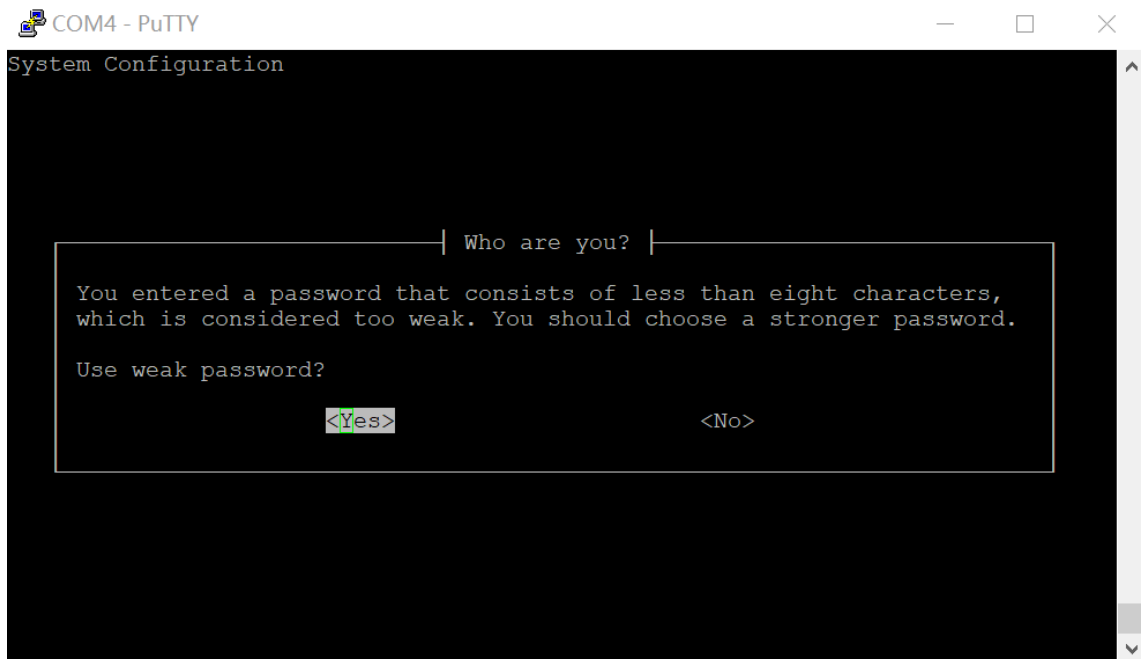 COM4 - PuTTY
System Configuration
Who are you?
You entered a password that consists of less than eight characters,
which is considered too weak. You should choose a stronger password.
Use weak password?
<Yes> <No>